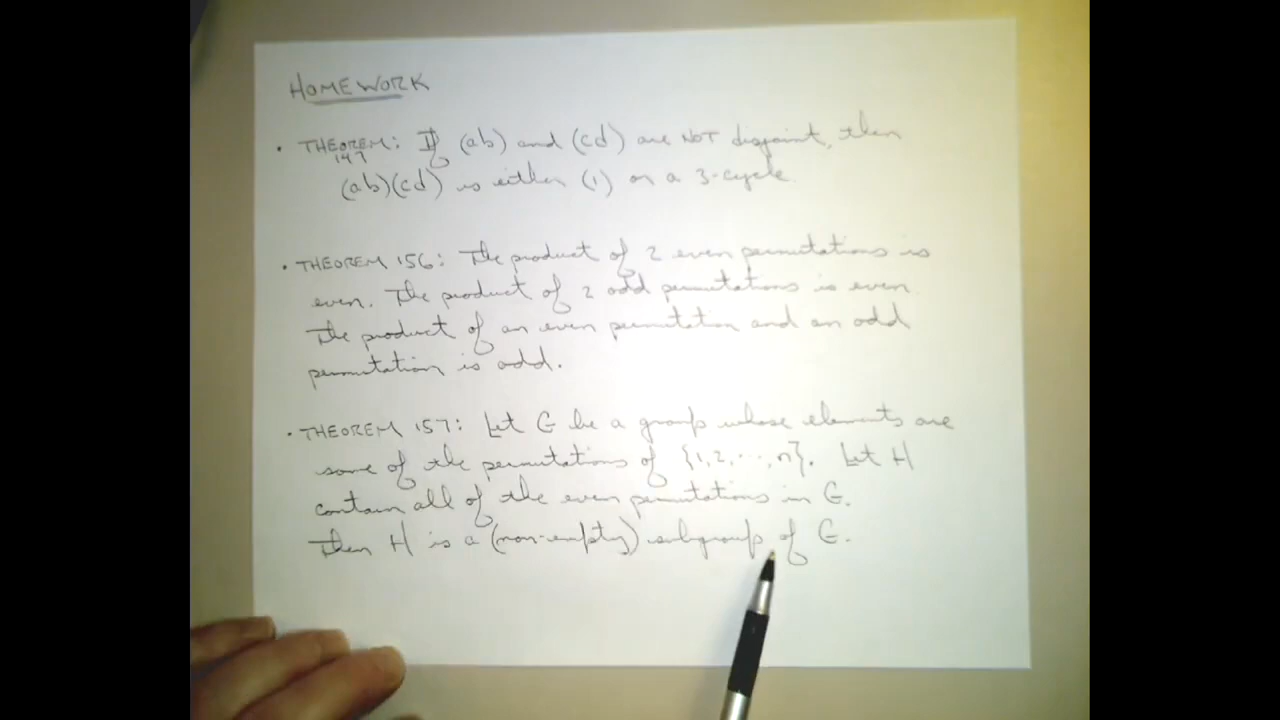 HOMEWORK
• THEOREM: If (ab) and (cd) are NOT disjoint, then
147
(ab)(cd) is either (1) or a 3-cycle.
• THEOREM 156: The product of 2 even permutations is
even. The product of 2 odd permutations is even.
The product of an even permutation and an odd
permutation is odd.
• THEOREM 157: Let G be a group whose elements are
some of the permutations of {1,2,...,n}. Let H
contain all of the even permutations in G.
Then H is a (non-empty) subgroup of G.